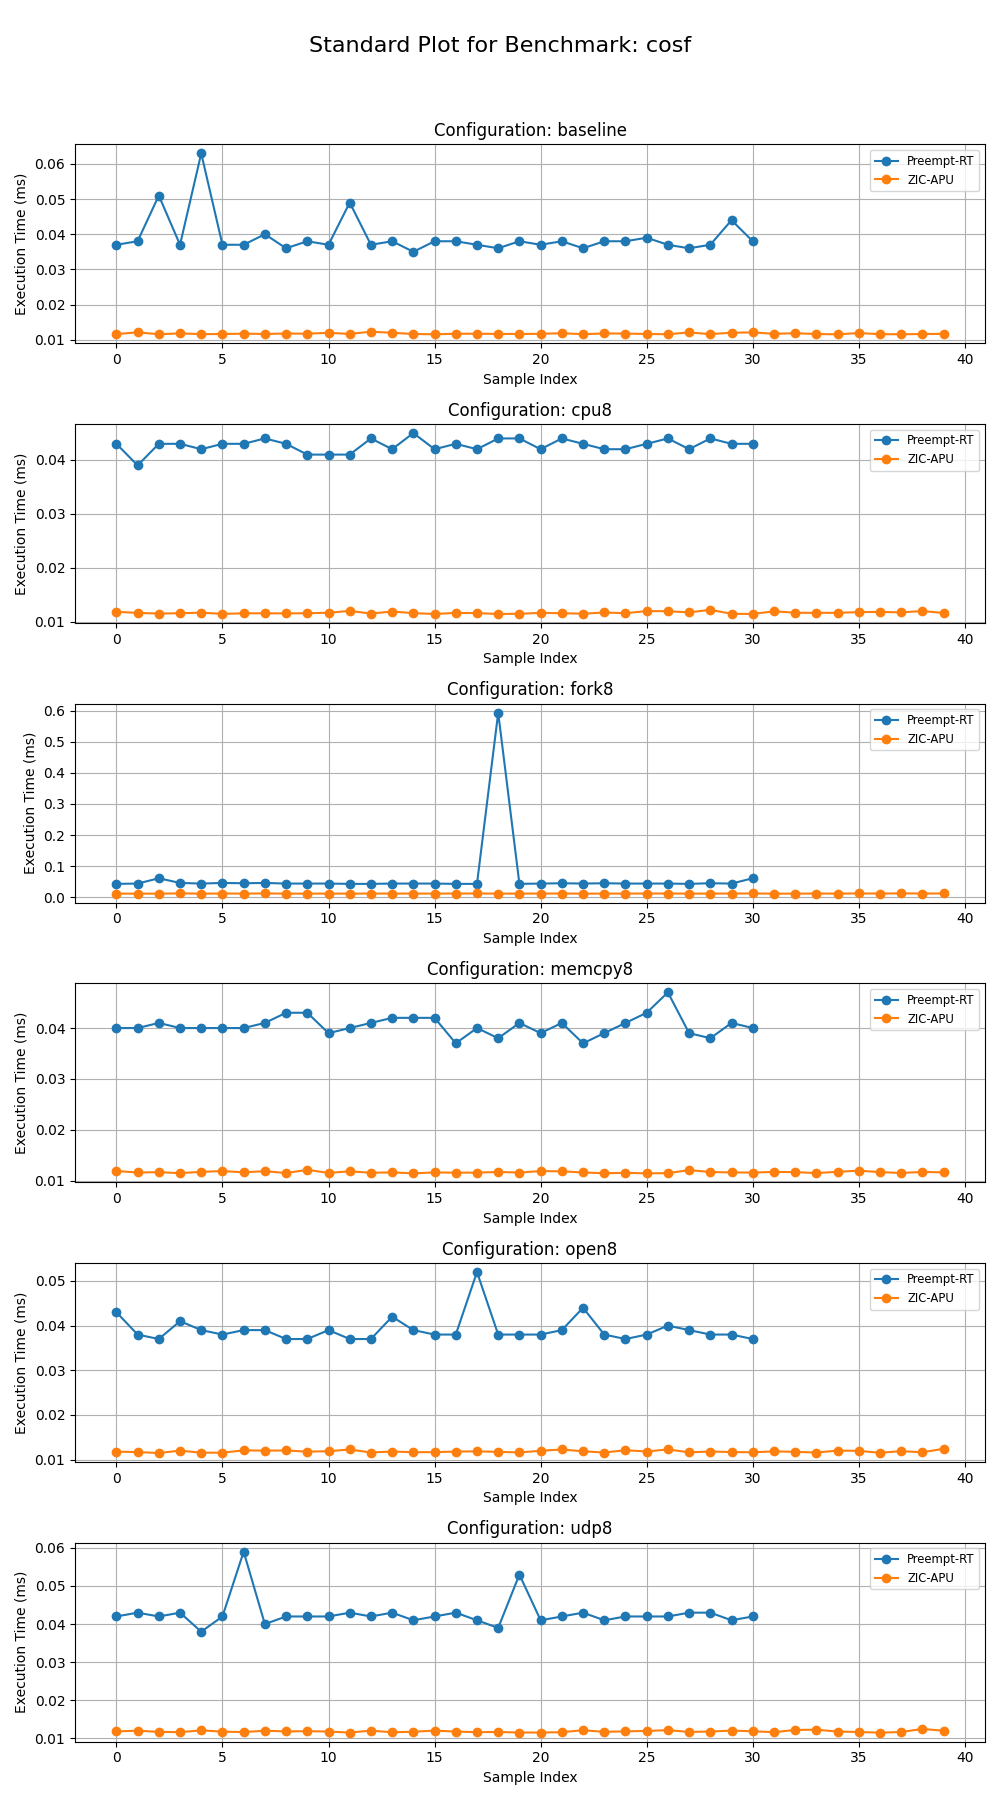 Standard Plot for Benchmark: cosf
Configuration: baseline
Execution Time (ms)
0.06
0.05
0.04
0.03
0.02
0.01
Preempt-RT
ZIC-APU
0 5 10 15 20 25 30 35 40
Sample Index
Configuration: cpu8
Execution Time (ms)
0.04
0.03
0.02
0.01
Preempt-RT
ZIC-APU
0 5 10 15 20 25 30 35 40
Sample Index
Configuration: fork8
Execution Time (ms)
0.6
0.5
0.4
0.3
0.2
0.1
0.0
Preempt-RT
ZIC-APU
0 5 10 15 20 25 30 35 40
Sample Index
Configuration: memcpy8
Execution Time (ms)
0.04
0.03
0.02
0.01
Preempt-RT
ZIC-APU
0 5 10 15 20 25 30 35 40
Sample Index
Configuration: open8
Execution Time (ms)
0.05
0.04
0.03
0.02
0.01
Preempt-RT
ZIC-APU
0 5 10 15 20 25 30 35 40
Sample Index
Configuration: udp8
Execution Time (ms)
0.06
0.05
0.04
0.03
0.02
0.01
Preempt-RT
ZIC-APU
0 5 10 15 20 25 30 35 40
Sample Index